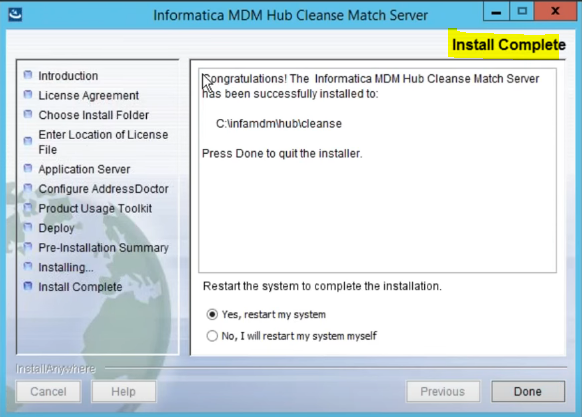 Informatica MDM Hub Cleanse Match Server
Install Complete
Introduction
License Agreement
Choose Install Folder
Enter Location of License
File
Application Server
Configure AddressDoctor
Product Usage Toolkit
Deploy
Pre-Installation Summary
Installing...
Install Complete
Congratulations! The Informatica MDM Hub Cleanse Match Server
has been successfully installed to:
C:\infamdm\hub\cleanse
Press Done to quit the installer.
Restart the system to complete the installation.
Yes, restart my system
No, I will restart my system myself
InstallAnywhere
Cancel
Help
Previous
Done